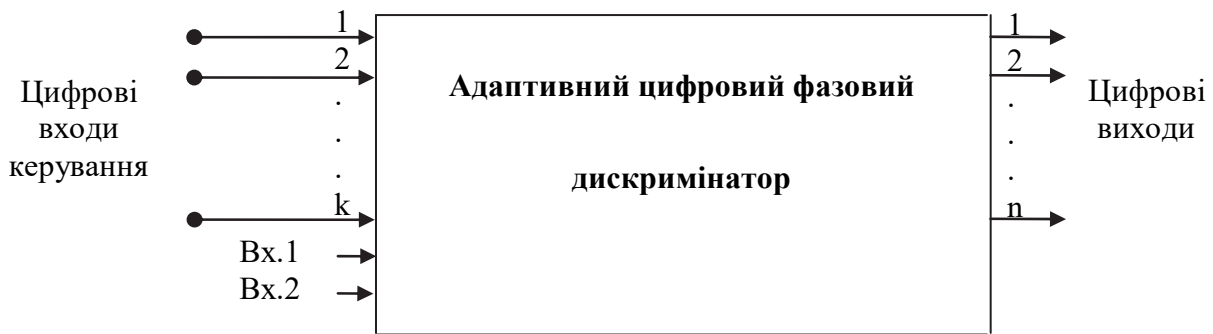 1
2
.
.
.
k
Цифрові
входи
керування
Вх.1
Вх.2
Адаптивний цифровий фазовий
дискримінатор
1
2
.
.
.
n
Цифрові
виходи